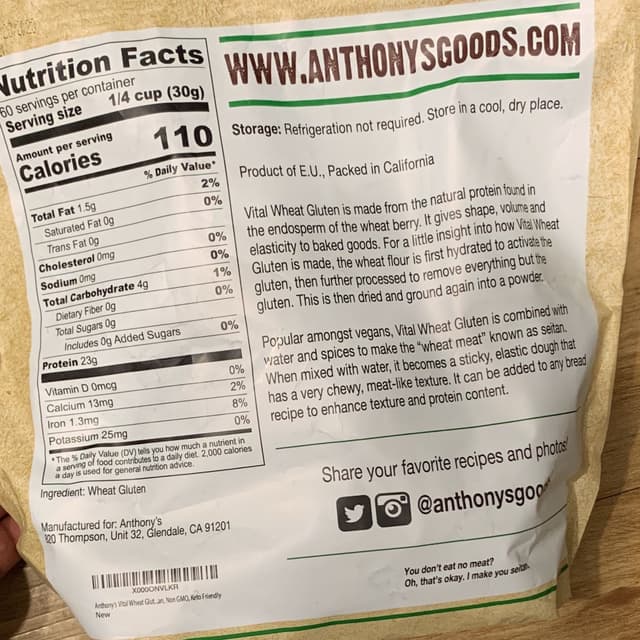 Nutrition Facts
60 servings per container
Serving size 1/4 cup (30g)
Amount per serving
Calories 110
% Daily Value*
Total Fat 1.5g 2%
Saturated Fat 0g 0%
Trans Fat 0g
Cholesterol 0mg 0%
Sodium 0mg 0%
Total Carbohydrate 4g 1%
Dietary Fiber 0g 0%
Total Sugars 0g
Includes 0g Added Sugars 0%
Protein 23g
Vitamin D 0mcg 0%
Calcium 13mg 2%
Iron 1.3mg 8%
Potassium 25mg 0%
*The % Daily Value (DV) tells you how much a nutrient in
a serving of food contributes to a daily diet. 2,000 calories
a day is used for general nutrition advice.
Ingredient: Wheat Gluten
Manufactured for: Anthony's
820 Thompson, Unit 32, Glendale, CA 91201
X000ONVLKR
Anthony's Vital Wheat Glut...an, Non GMO, Keto Friendly
New
WWW.ANTHONYSGOODS.COM
Storage: Refrigeration not required. Store in a cool, dry place.
Product of E.U., Packed in California
Vital Wheat Gluten is made from the natural protein found in
the endosperm of the wheat berry. It gives shape, volume and
elasticity to baked goods. For a little insight into how Vital Wheat
Gluten is made, the wheat flour is first hydrated to activate the
gluten, then further processed to remove everything but the
gluten. This is then dried and ground again into a powder.
Popular amongst vegans, Vital Wheat Gluten is combined with
water and spices to make the "wheat meat" known as seitan.
When mixed with water, it becomes a sticky, elastic dough that
has a very chewy, meat-like texture. It can be added to any bread
recipe to enhance texture and protein content.
Share your favorite recipes and photos!
@anthonysgoo
You don't eat no meat?
Oh, that's okay. I make you seitan.